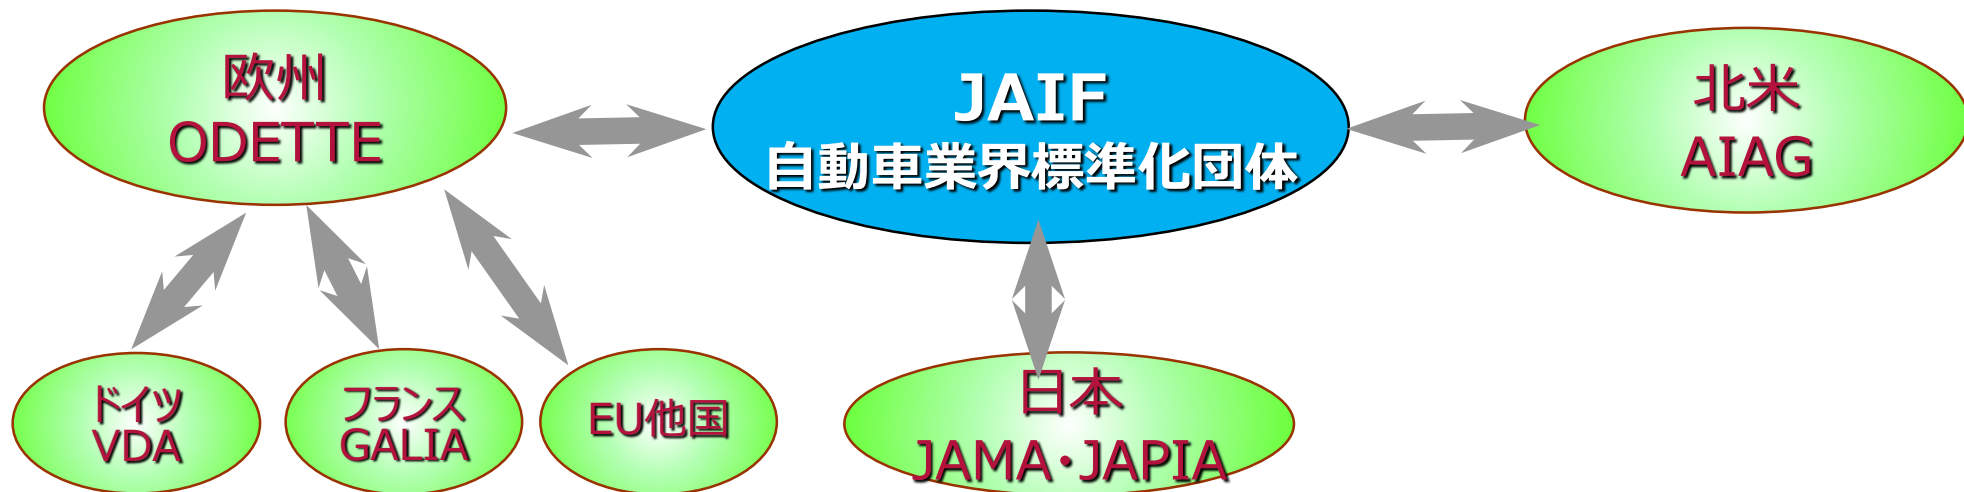 欧州
ODETTE
JAIF
自動車業界標準化団体
北米
AIAG
ドイツ
VDA
フランス
GALIA
EU他国
日本
JAMA・JAPIA